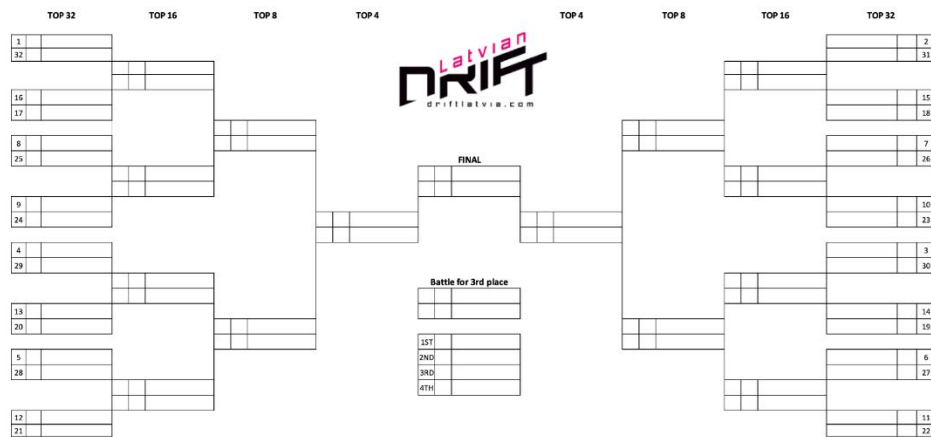 TOP 32 TOP 16 TOP 8 TOP 4 TOP 4 TOP 8 TOP 16 TOP 32
Latvian
DRIFT
driftlatvia.com
1 2
32 31
16 15
17 18
8 7
25 26
FINAL
9 10
24 23
4 3
29 30
Battle for 3rd place
13 14
20 19
1ST
5 2ND 6
28 3RD 27
4TH
12 11
21 22